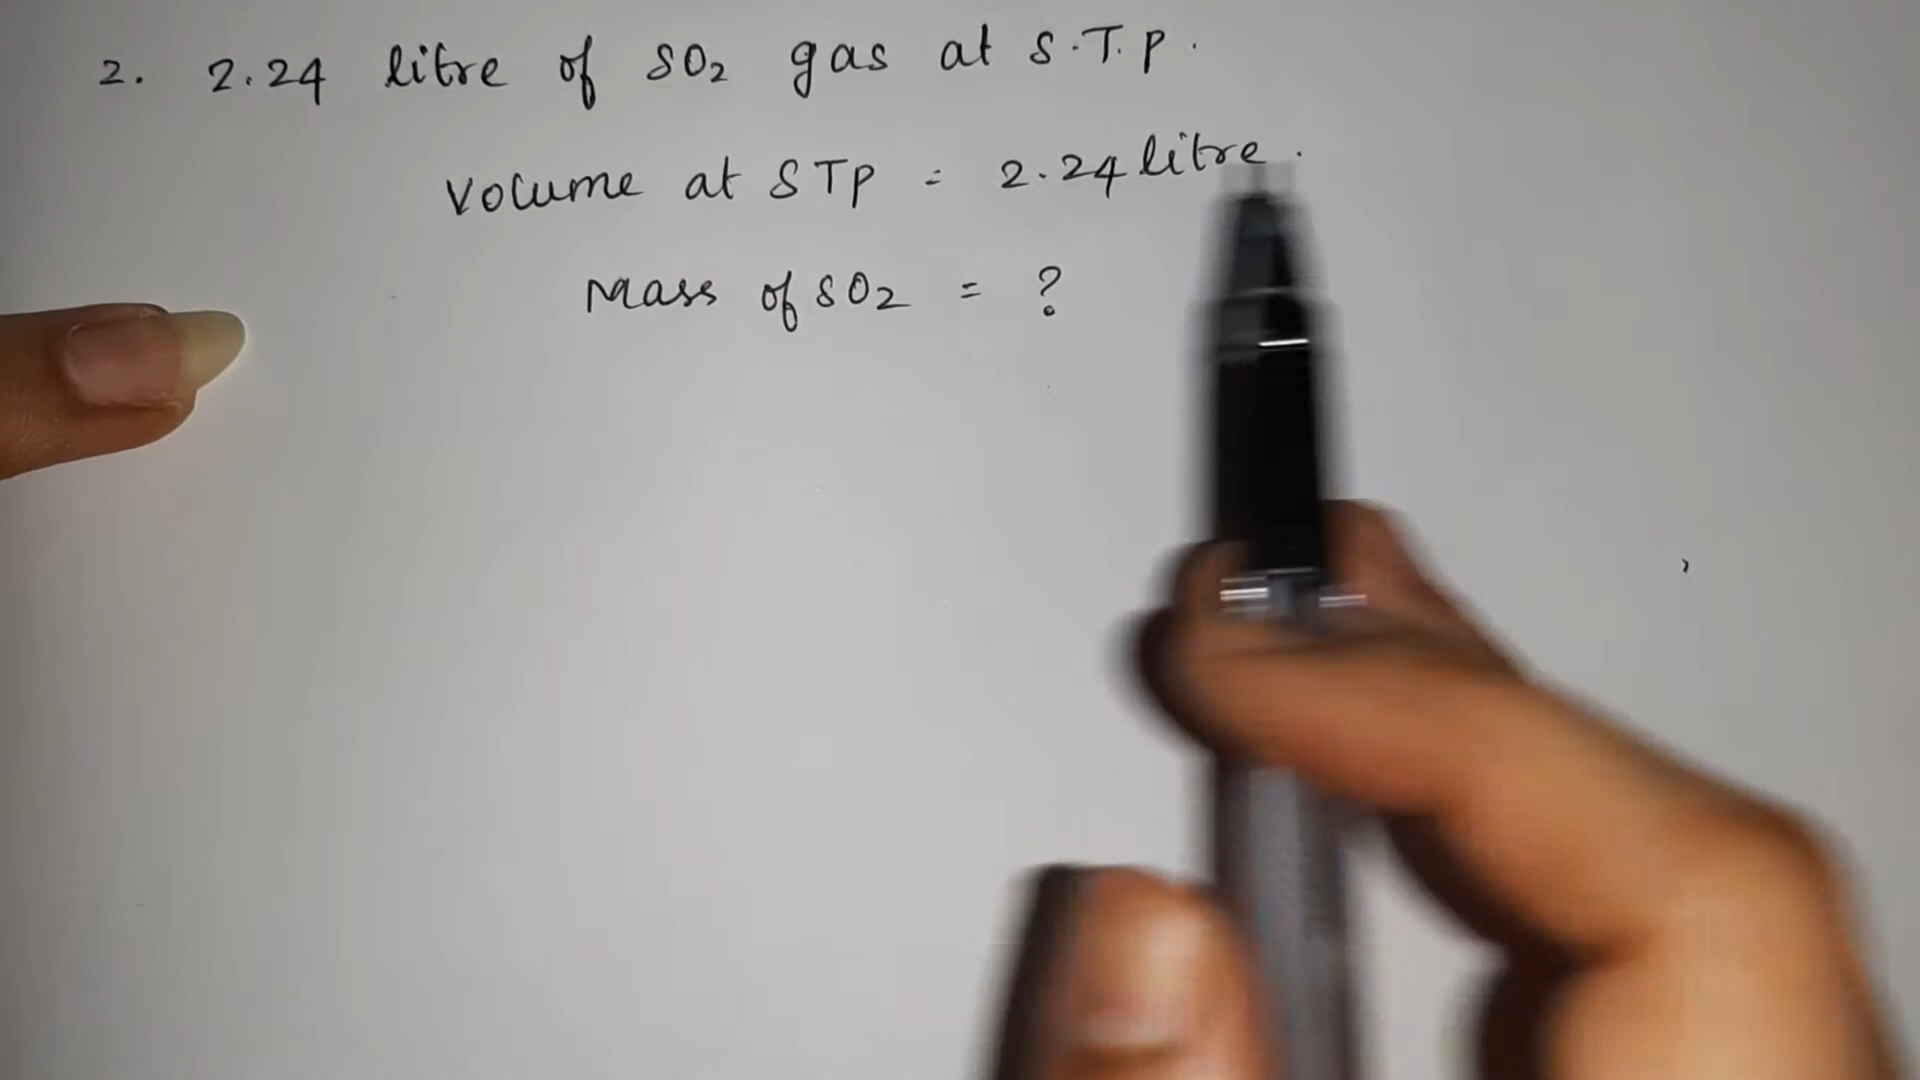 2. 2.24 litre of SO₂ gas at S.T.P.
Volume at STP = 2.24 litre.
Mass of SO₂ = ?